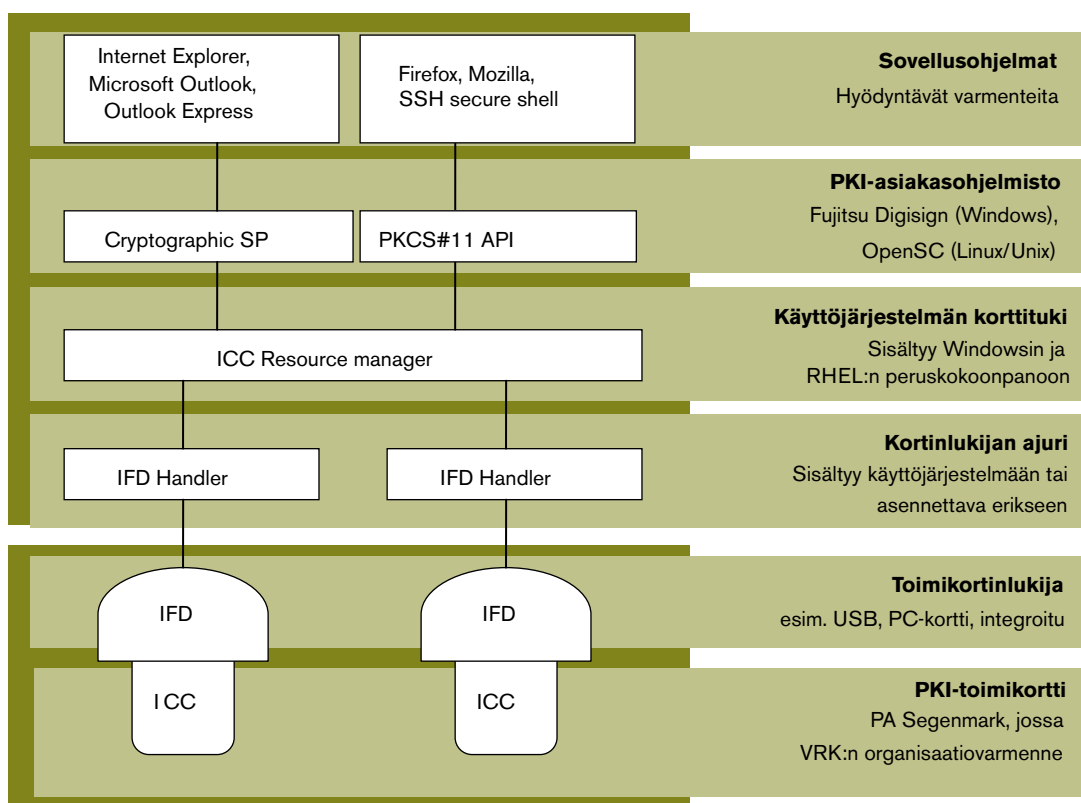 Internet Explorer,
Microsoft Outlook,
Outlook Express
Firefox, Mozilla,
SSH secure shell
Sovellusohjelmat
Hyödyntävät varmenteita
Cryptographic SP
PKCS#11 API
PKI-asiakasohjelmisto
Fujitsu Digisign (Windows),
OpenSC (Linux/Unix)
ICC Resource manager
Käyttöjärjestelmän korttituki
Sisältyy Windowsin ja
RHEL:n peruskokoonpanoon
IFD Handler
IFD Handler
Kortinlukijan ajuri
Sisältyy käyttöjärjestelmään tai
asennettava erikseen
IFD
IFD
Toimikortinlukija
esim. USB, PC-kortti, integroitu
ICC
ICC
PKI-toimikortti
PA Segenmark, jossa
VRK:n organisaatiovarmenne